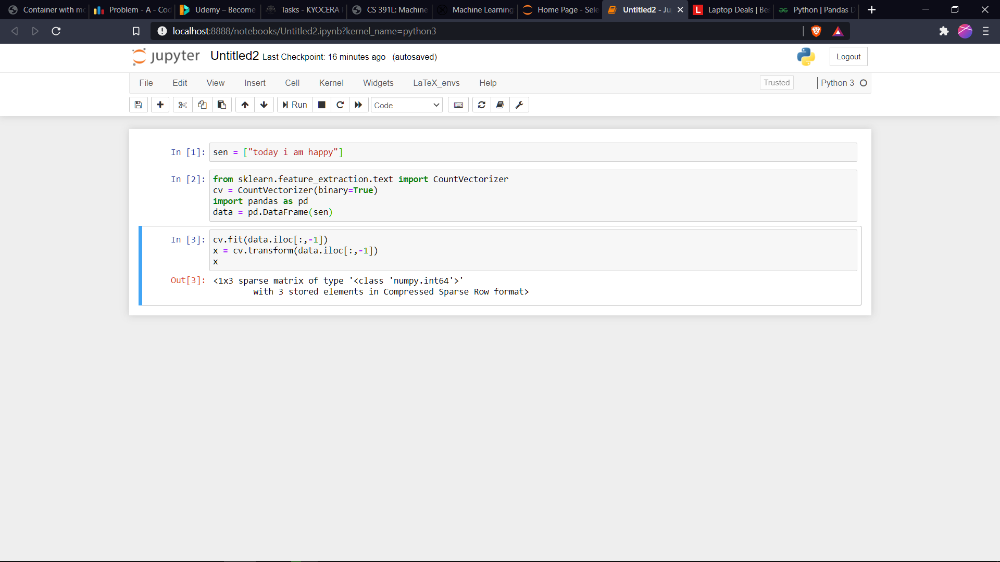 Container with mo
Problem - A - Cod
Udemy – Become
Tasks - KYOCERA
CS 391L: Machine
Machine Learning
Home Page - Sele
Untitled2 - Ju
Laptop Deals | Bes
Python | Pandas D
localhost:8888/notebooks/Untitled2.ipynb?kernel_name=python3
jupyter Untitled2 Last Checkpoint: 16 minutes ago (autosaved)
Logout
File Edit View Insert Cell Kernel Widgets LaTeX_envs Help
Trusted
Python 3
Run
Code
In [1]: sen = ["today i am happy"]
In [2]: from sklearn.feature_extraction.text import CountVectorizer
cv = CountVectorizer(binary=True)
import pandas as pd
data = pd.DataFrame(sen)
In [3]: cv.fit(data.iloc[:,-1])
x = cv.transform(data.iloc[:,-1])
x
Out[3]: <1x3 sparse matrix of type '<class 'numpy.int64'>'
with 3 stored elements in Compressed Sparse Row format>